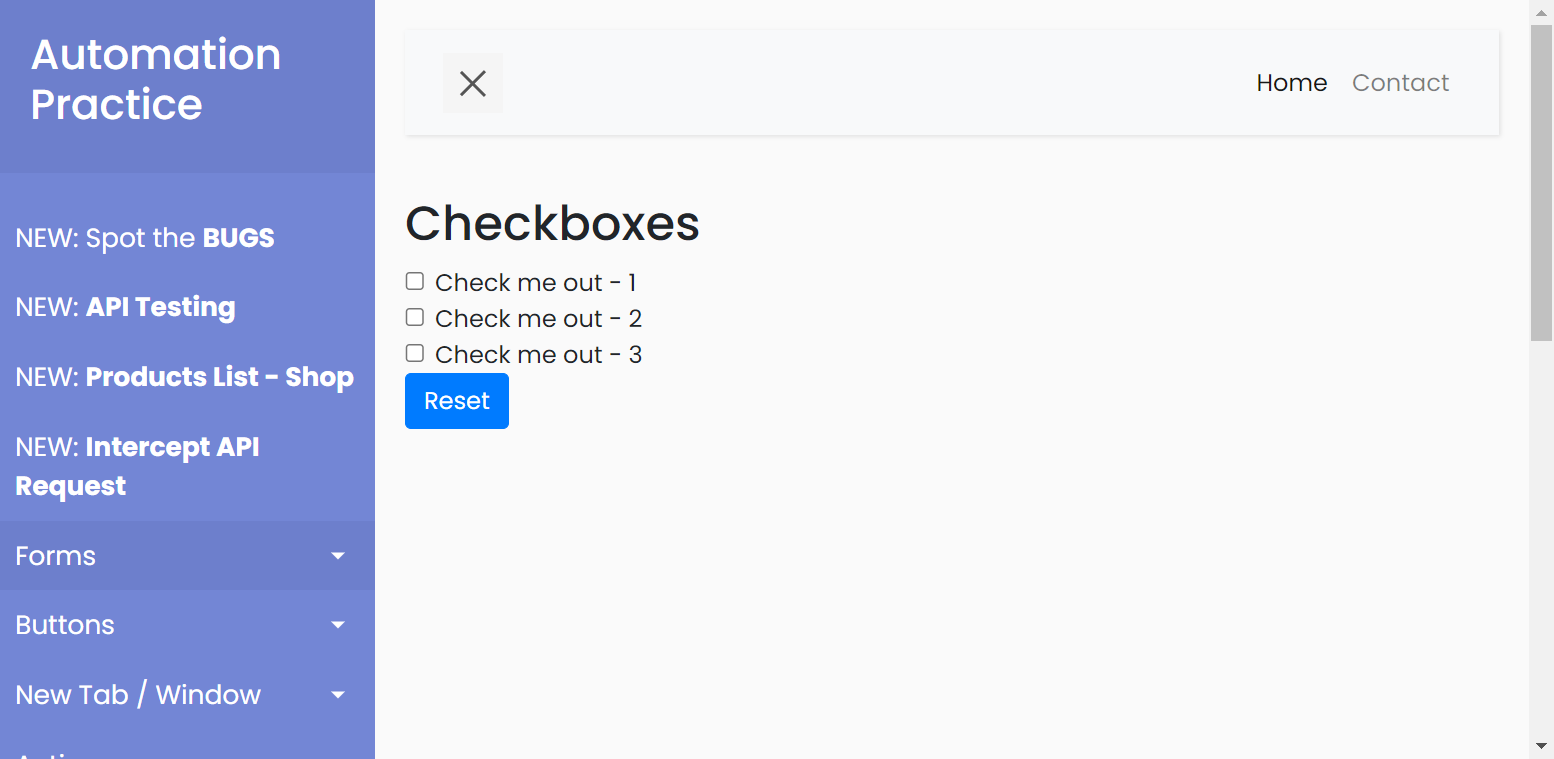 Automation
Practice
NEW: Spot the BUGS
NEW: API Testing
NEW: Products List - Shop
NEW: Intercept API
Request
Forms
Buttons
New Tab / Window
Home Contact
Checkboxes
Check me out - 1
Check me out - 2
Check me out - 3
Reset